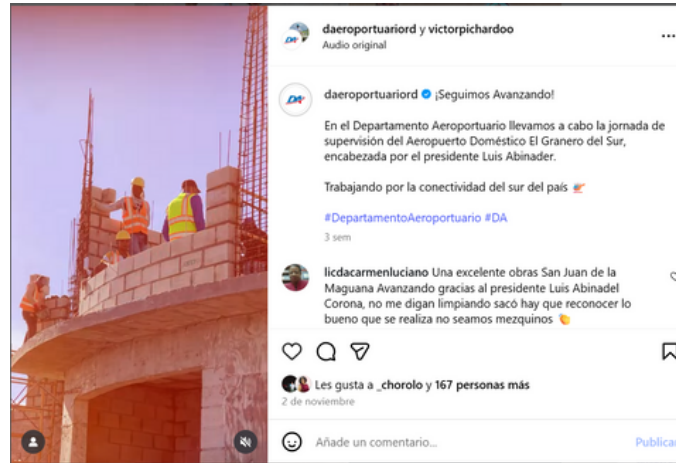 daeroportuariord y victorpichardoo
Audio original
DA
daeroportuariord ¡Seguimos Avanzando!
En el Departamento Aeroportuario llevamos a cabo la jornada de
supervisión del Aeropuerto Doméstico El Granero del Sur,
encabezada por el presidente Luis Abinader.
Trabajando por la conectividad del sur del país
#DepartamentoAeroportuario #DA
3 sem
licdacarmenluciano Una excelente obras San Juan de la
Maguana Avanzando gracias al presidente Luis Abinadel
Corona, no me digan limpiando sacó hay que reconocer lo
bueno que se realiza no seamos mezquinos
Les gusta a _chorolo y 167 personas más
2 de noviembre
Añade un comentario...
Publicar